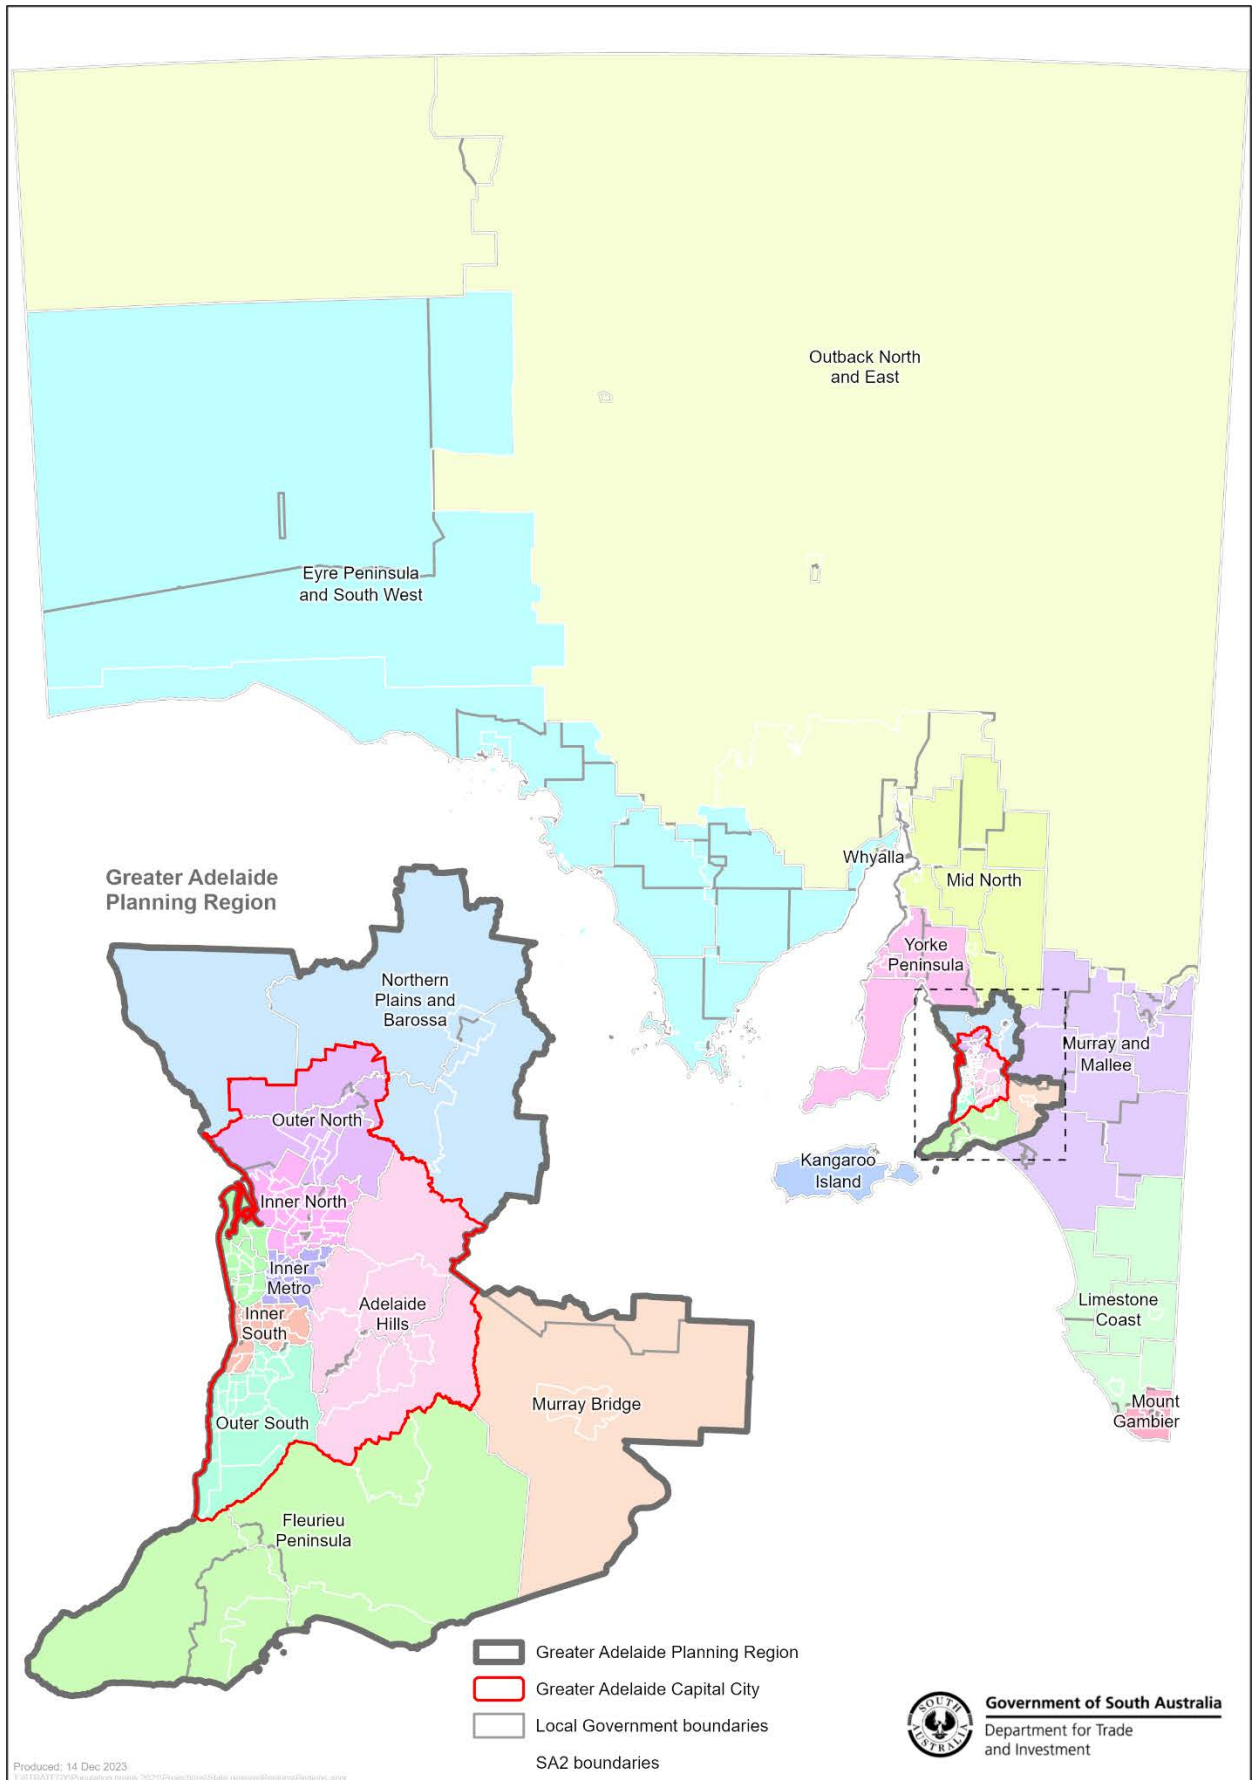 Outback North
and East
Eyre Peninsula
and South West
Whyalla
Mid North
Greater Adelaide
Planning Region
Yorke
Peninsula
Northern
Plains and
Barossa
Murray and
Mallee
Outer North
Kangaroo
Island
Inner North
Inner
Metro
Adelaide
Hills
Inner
South
Limestone
Coast
Murray Bridge
Mount
Gambier
Outer South
Fleurieu
Peninsula
Greater Adelaide Planning Region
Greater Adelaide Capital City
Local Government boundaries
SA2 boundaries
SOUTH
AUSTRALIA
Government of South Australia
Department for Trade
and Investment
Produced: 14 Dec 2023